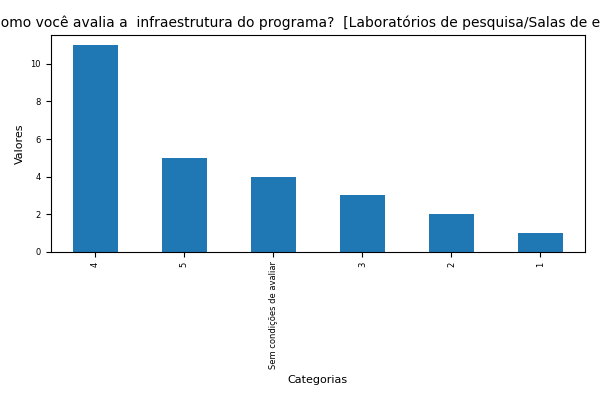 omo você avalia a  infraestrutura do programa?  [Laboratórios de pesquisa/Salas de e
Valores
10
8
6
4
2
0
4
5
Sem condições de avaliar
3
2
1
Categorias